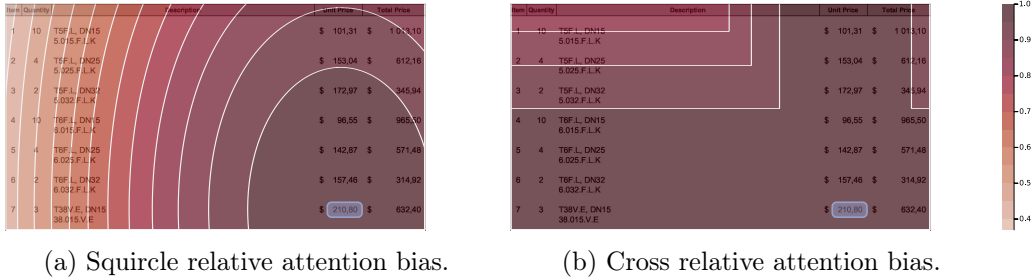 Item Quantity Description Unit Price Total Price
1 10 T5F.L, DN15 $ 101,31 $ 1 013,10
5.015.F.L.K
2 4 T5F.L, DN25 $ 153,04 $ 612,16
5.025.F.L.K
3 2 T5F.L, DN32 $ 172,97 $ 345,94
5.032.F.L.K
4 10 T6F.L, DN15 $ 96,55 $ 965,50
6.015.F.L.K
5 4 T6F.L, DN25 $ 142,87 $ 571,48
6.025.F.L.K
6 2 T6F.L, DN32 $ 157,46 $ 314,92
6.032.F.L.K
7 3 T38V.E, DN15 $ 210,80 $ 632,40
38.015.V.E
(a) Squircle relative attention bias.
Item Quantity Description Unit Price Total Price
1 10 T5F.L, DN15 $ 101,31 $ 1 013,10
5.015.F.L.K
2 4 T5F.L, DN25 $ 153,04 $ 612,16
5.025.F.L.K
3 2 T5F.L, DN32 $ 172,97 $ 345,94
5.032.F.L.K
4 10 T6F.L, DN15 $ 96,55 $ 965,50
6.015.F.L.K
5 4 T6F.L, DN25 $ 142,87 $ 571,48
6.025.F.L.K
6 2 T6F.L, DN32 $ 157,46 $ 314,92
6.032.F.L.K
7 3 T38V.E, DN15 $ 210,80 $ 632,40
38.015.V.E
(b) Cross relative attention bias.
1.0
0.9
0.8
0.7
0.6
0.5
0.4